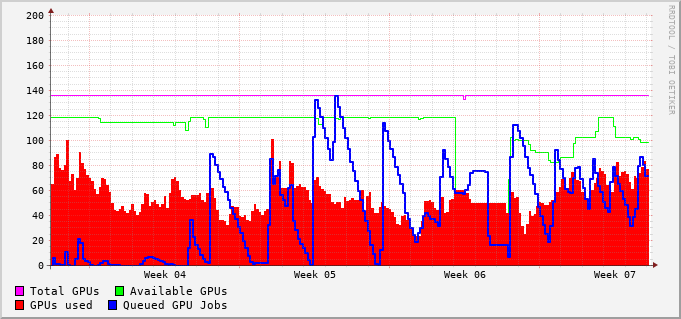 200
180
160
140
120
100
80
60
40
20
0
Week 04 Week 05 Week 06 Week 07
Total GPUs Available GPUs
GPUs used Queued GPU Jobs
RRDTOOL / TOBI OETIKER